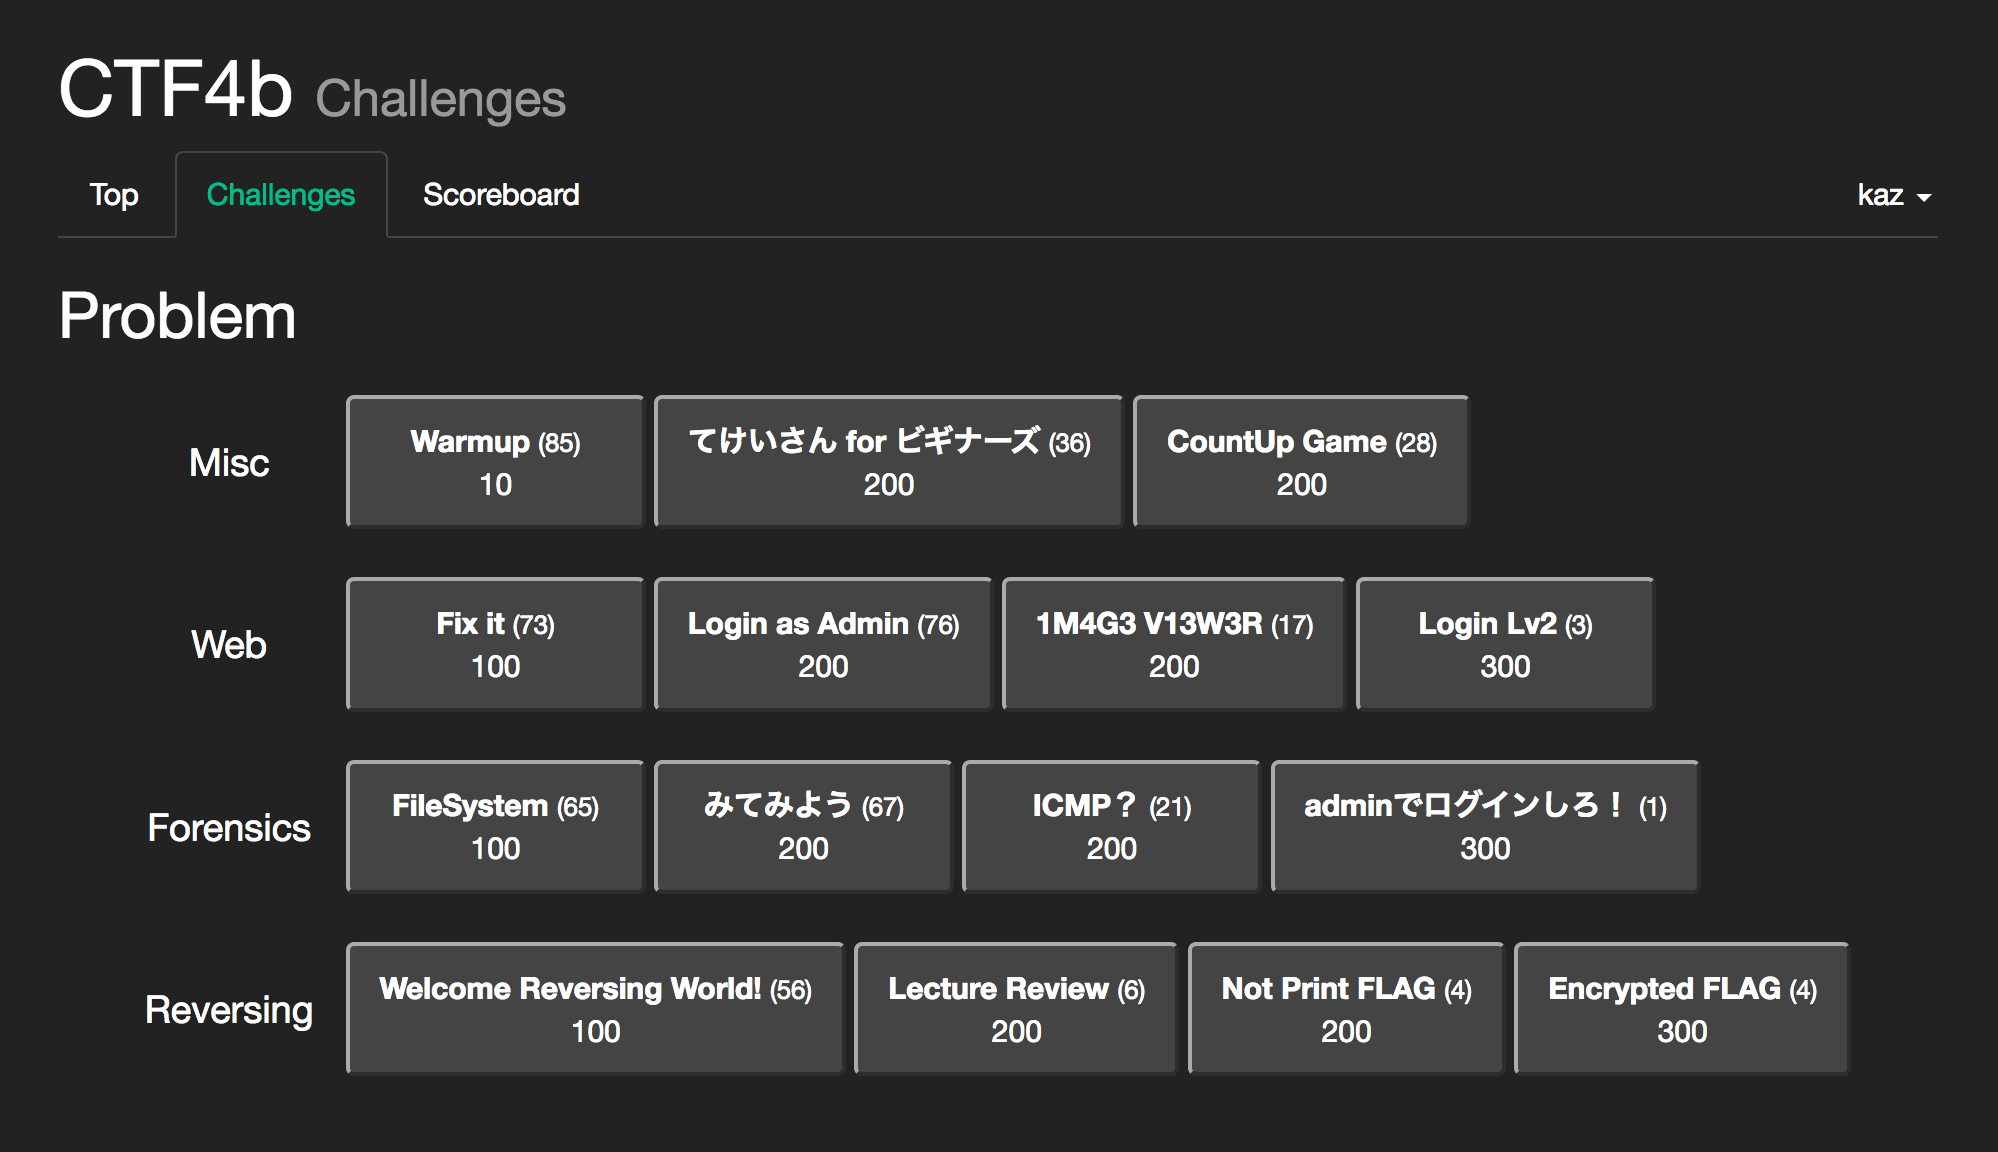 CTF4b Challenges
Top Challenges Scoreboard kaz
Problem
Misc
Warmup (85)
10
てけいさん for ビギナーズ (36)
200
CountUp Game (28)
200
Web
Fix it (73)
100
Login as Admin (76)
200
1M4G3 V13W3R (17)
200
Login Lv2 (3)
300
Forensics
FileSystem (65)
100
みてみよう (67)
200
ICMP？ (21)
200
adminでログインしろ！ (1)
300
Reversing
Welcome Reversing World! (56)
100
Lecture Review (6)
200
Not Print FLAG (4)
200
Encrypted FLAG (4)
300